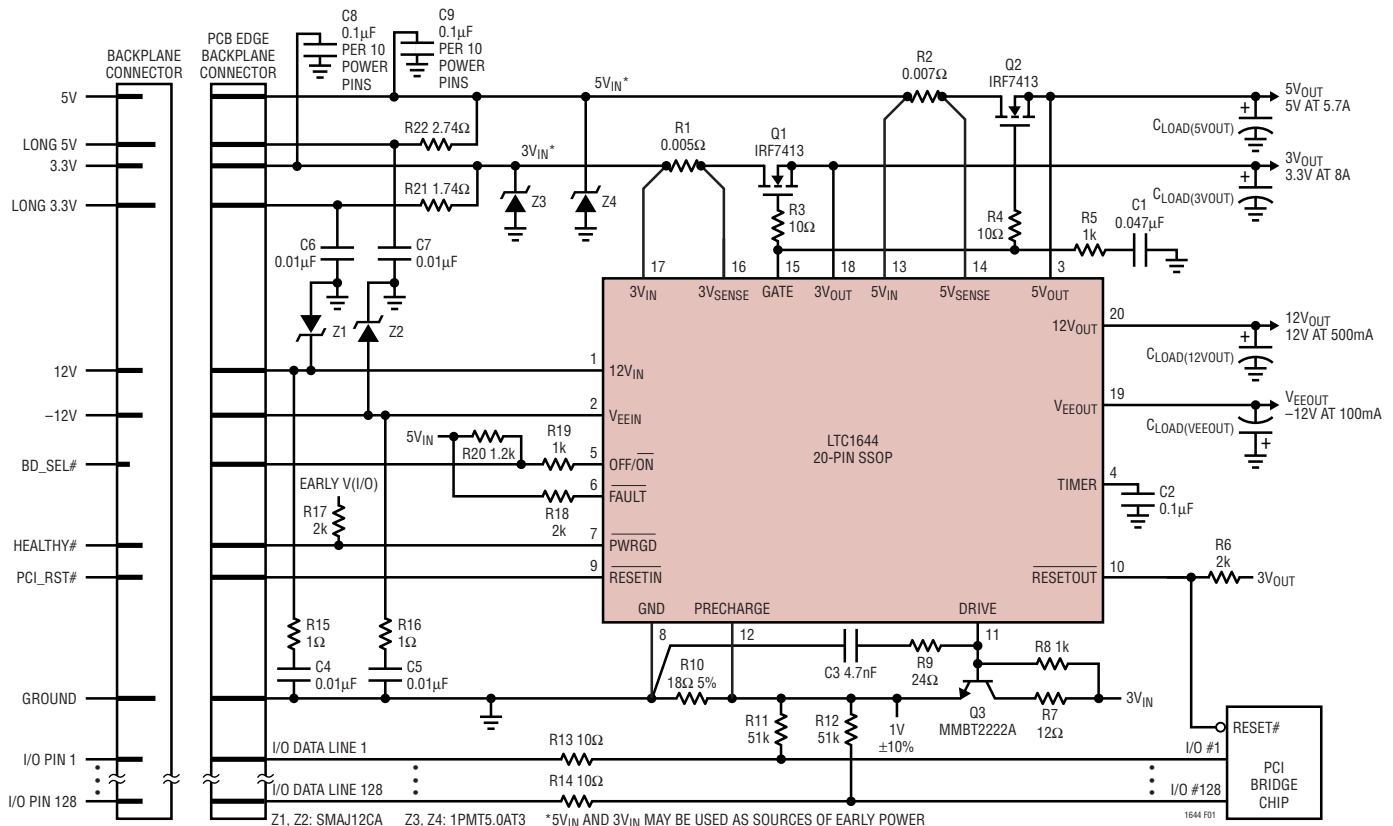 C8
0.1µF
PER 10
POWER
PINS
C9
0.1µF
PER 10
POWER
PINS
BACKPLANE
CONNECTOR
PCB EDGE
BACKPLANE
CONNECTOR
5V
LONG 5V
3.3V
LONG 3.3V
12V
–12V
BD_SEL#
HEALTHY#
PCI_RST#
GROUND
I/O PIN 1
I/O PIN 128
5VIN*
R22 2.74Ω
3VIN*
R21 1.74Ω
Z3
Z4
C6
0.01µF
C7
0.01µF
Z1
Z2
R1
0.005Ω
Q1
IRF7413
R2
0.007Ω
Q2
IRF7413
R3
10Ω
R4
10Ω
R5
1k
C1
0.047µF
5VOUT
5V AT 5.7A
CLOAD(5VOUT)
3VOUT
3.3V AT 8A
CLOAD(3VOUT)
17
16
15
18
13
14
3
3VIN
3VSENSE
GATE
3VOUT
5VIN
5VSENSE
5VOUT
1
12VIN
2
VEEIN
5VIN
R20 1.2k
R19
1k
5
OFF/ON
6
FAULT
R18
2k
EARLY V(I/O)
R17
2k
7
PWRGD
9
RESETIN
LTC1644
20-PIN SSOP
12VOUT
20
12VOUT
12V AT 500mA
CLOAD(12VOUT)
VEEOUT
19
VEEOUT
–12V AT 100mA
CLOAD(VEEOUT)
TIMER
4
C2
0.1µF
RESETOUT
10
R6
2k
3VOUT
GND
PRECHARGE
DRIVE
8
12
11
R15
1Ω
C4
0.01µF
R16
1Ω
C5
0.01µF
C3 4.7nF
R9
24Ω
R8 1k
R10
18Ω 5%
R11
51k
R12
51k
1V
±10%
Q3
MMBT2222A
R7
12Ω
3VIN
RESET#
PCI
BRIDGE
CHIP
I/O DATA LINE 1
R13 10Ω
I/O #1
I/O DATA LINE 128
R14 10Ω
I/O #128
1644 F01
Z1, Z2: SMAJ12CA Z3, Z4: 1PMT5.0AT3 *5VIN AND 3VIN MAY BE USED AS SOURCES OF EARLY POWER
+
+
+
+